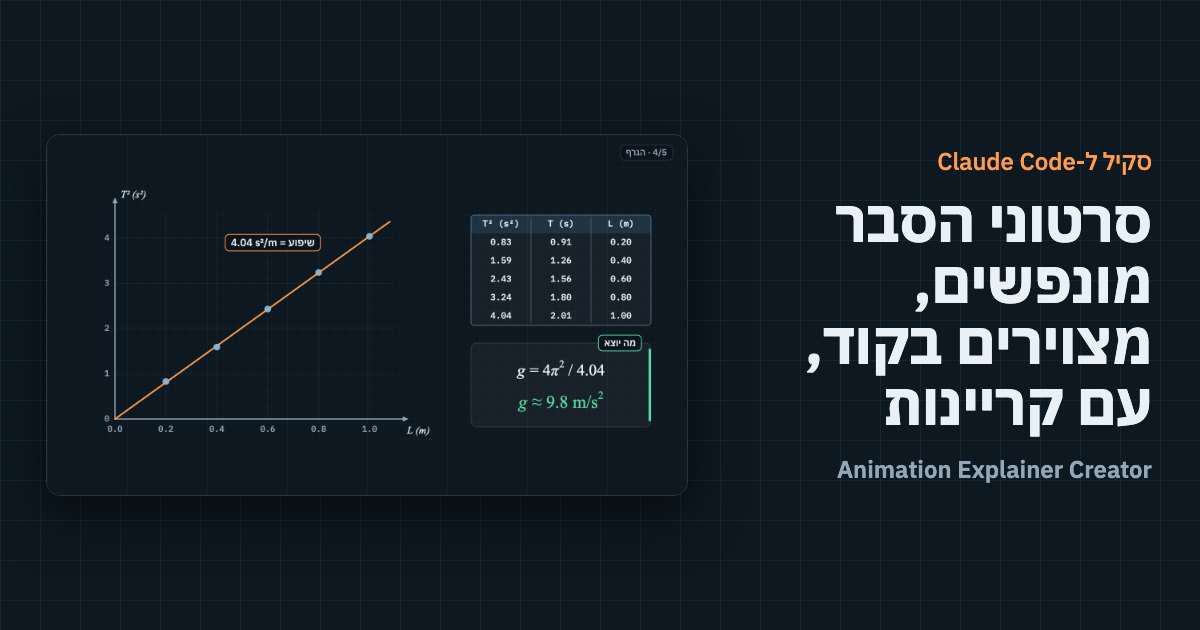 סקיל ל-Claude Code
סרטוני הסבר
מונפשים,
מצוירים בקוד,
עם קריינות
Animation Explainer Creator
4/5 · הגרף
T² (s²)
שיפוע = 4.04 s²/m
4
3
2
1
0
0.0 0.2 0.4 0.6 0.8 1.0
L (m)
T² (s²) T (s) L (m)
0.83 0.91 0.20
1.59 1.26 0.40
2.43 1.56 0.60
3.24 1.80 0.80
4.04 2.01 1.00
מה יוצא
g = 4π² / 4.04
g ≈ 9.8 m/s²